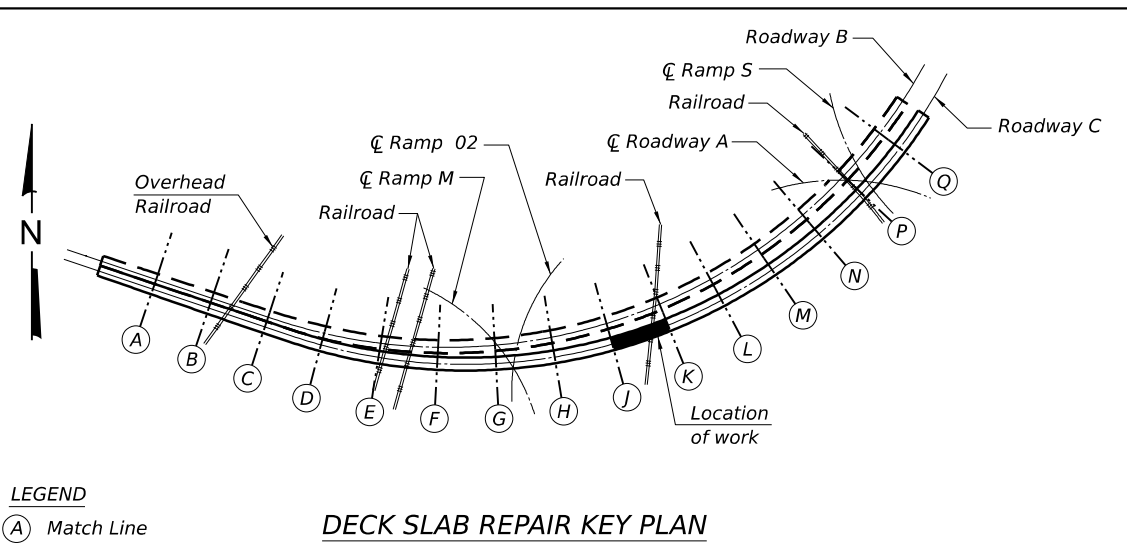 Roadway B
℄ Ramp S
Railroad
Roadway C
℄ Roadway A
℄ Ramp 02
℄ Ramp M
Railroad
Overhead
Railroad
Railroad
N
A
B
C
D
E
F
G
H
J
K
L
M
N
P
Q
Location
of work
LEGEND
A Match Line
DECK SLAB REPAIR KEY PLAN